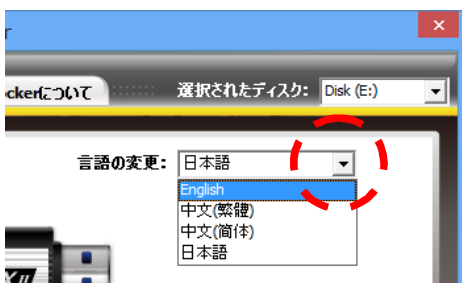 r
ockerについて
選択されたディスク: Disk (E:)
言語の変更: 日本語
English
中文(繁體)
中文(简体)
日本語
XII